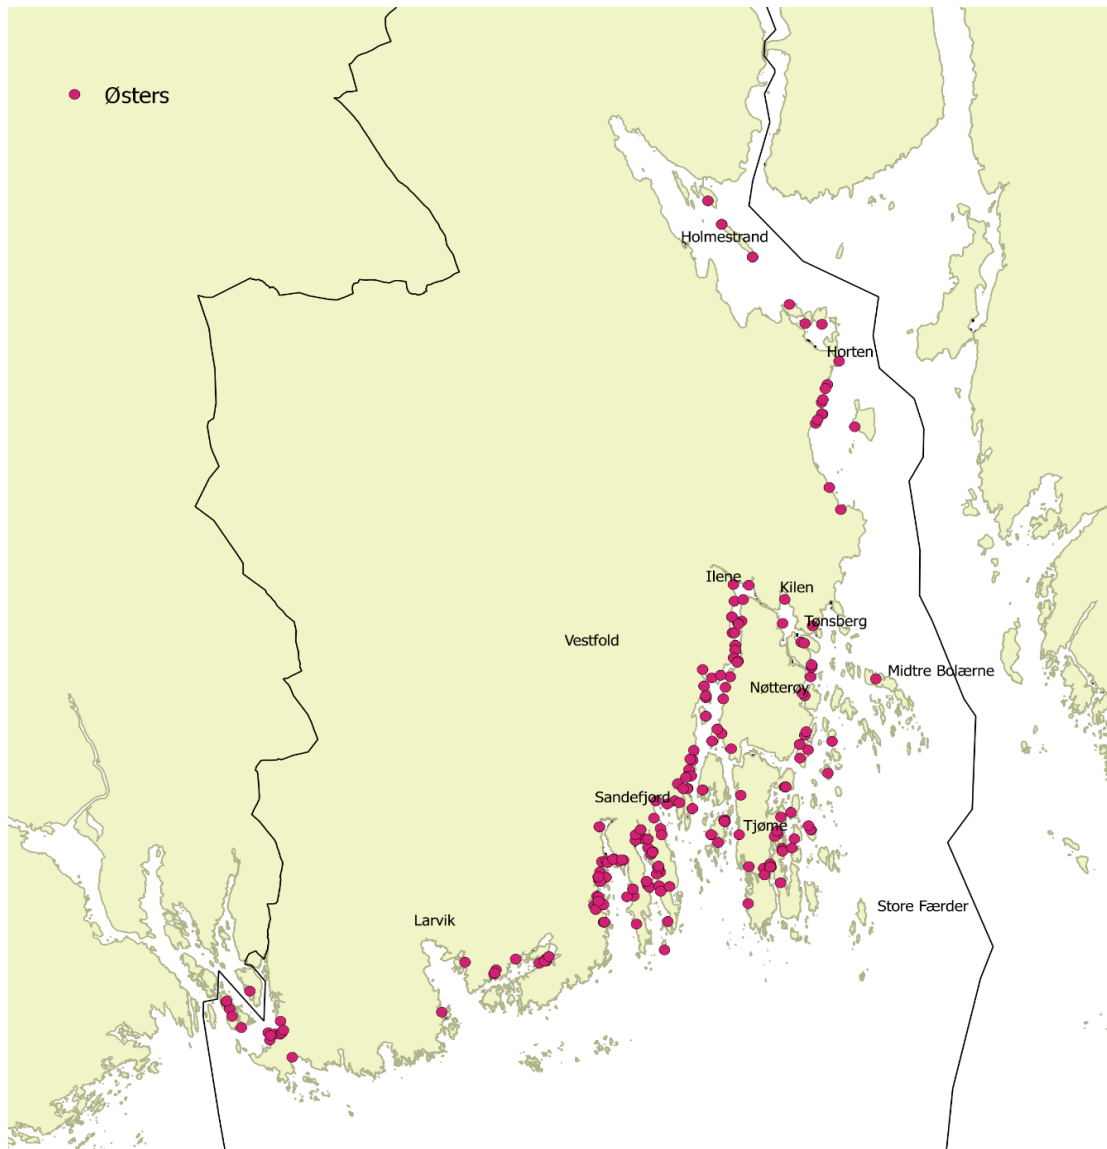 Østers
Holmestrand
Horten
Ilene
Kilen
Tønsberg
Vestfold
Midtre Bolærne
Nøtterøy
Sandefjord
Tjøme
Store Færder
Larvik